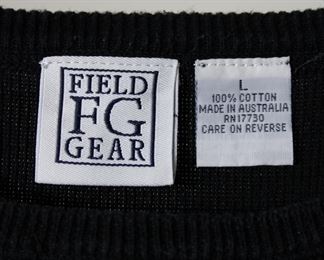 FIELD
FG
GEAR
L
100% COTTON
MADE IN AUSTRALIA
RN17730
CARE ON REVERSE